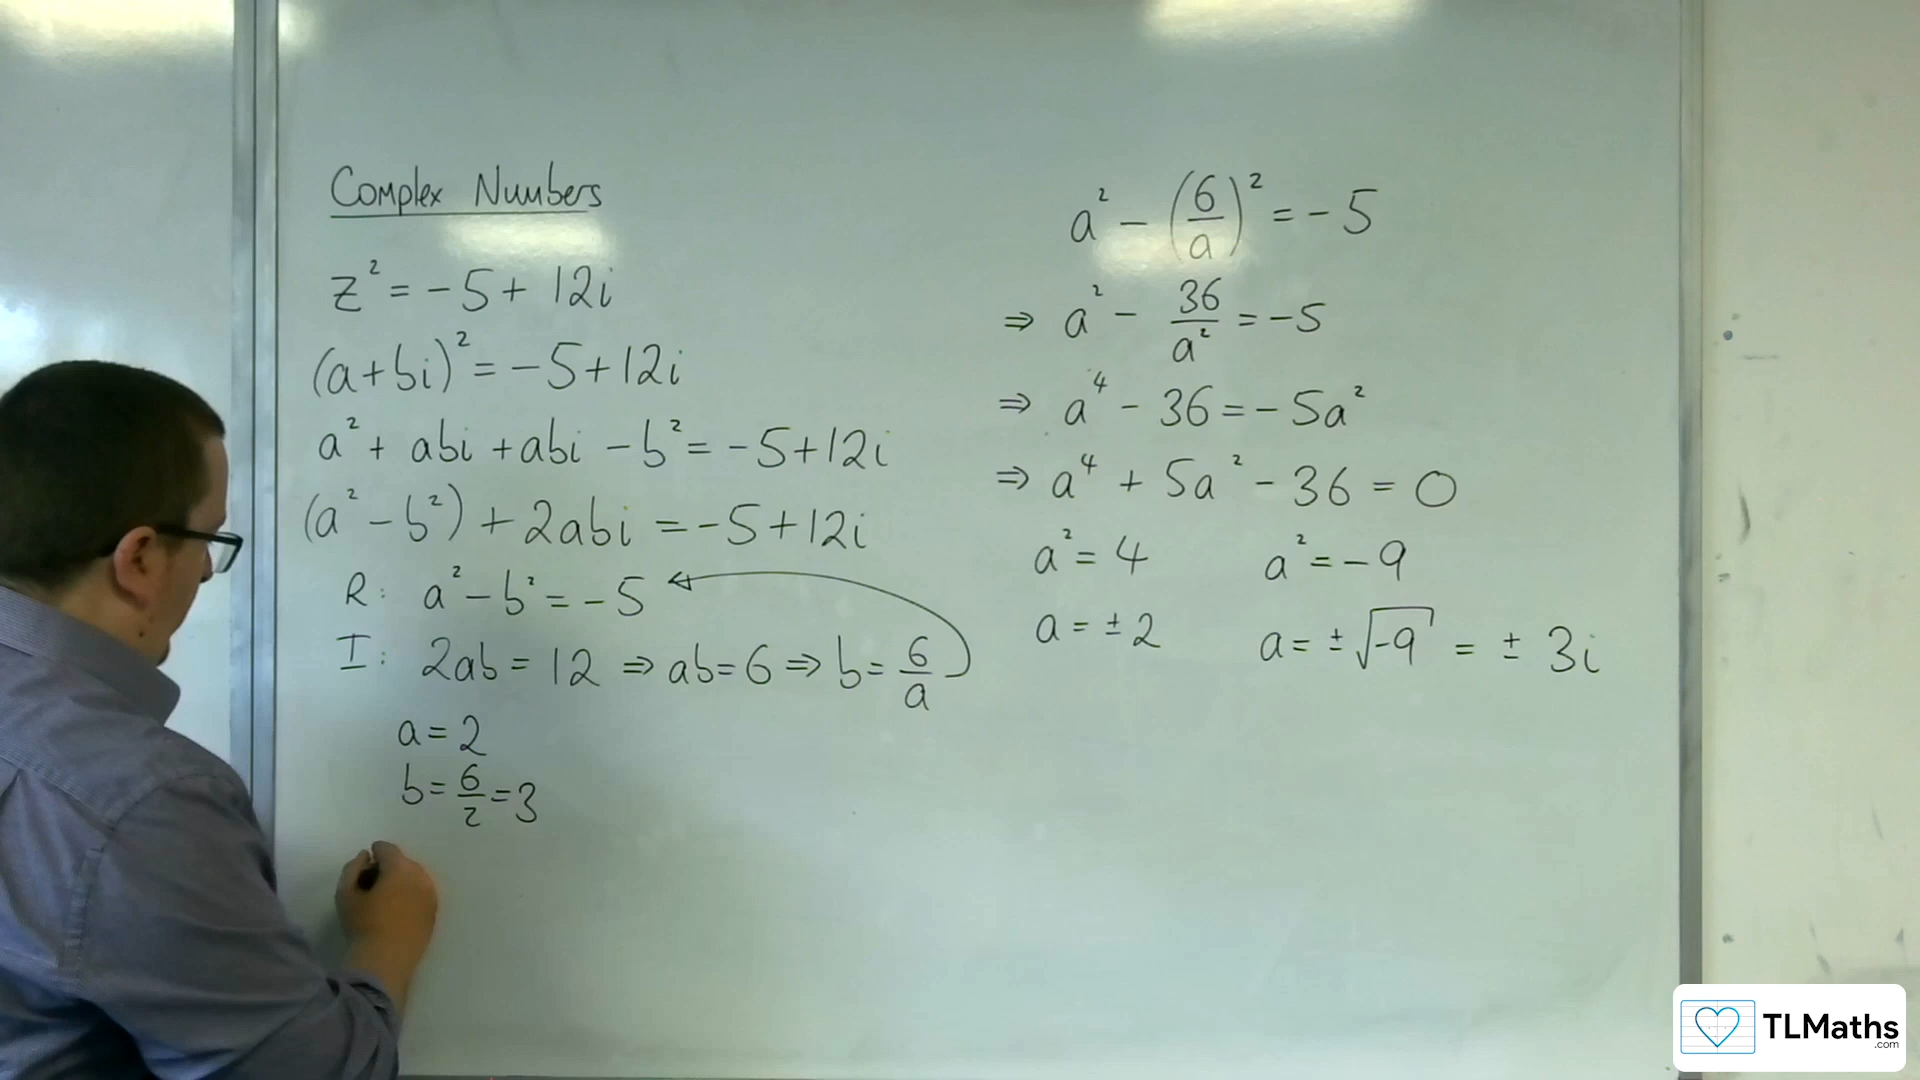 Complex Numbers
z² = -5 + 12i
(a+bi)² = -5+12i
a² + abi + abi - b² = -5+12i
(a² - b²) + 2abi = -5+12i
R: a² - b² = -5
I: 2ab = 12 ⇒ ab = 6 ⇒ b = 6/a
a = 2
b = 6/2 = 3
a² - (6/a)² = -5
⇒ a² - 36/a² = -5
⇒ a⁴ - 36 = -5a²
⇒ a⁴ + 5a² - 36 = 0
a² = 4 a² = -9
a = ±2 a = ±√-9 = ± 3i
TLMaths
.com